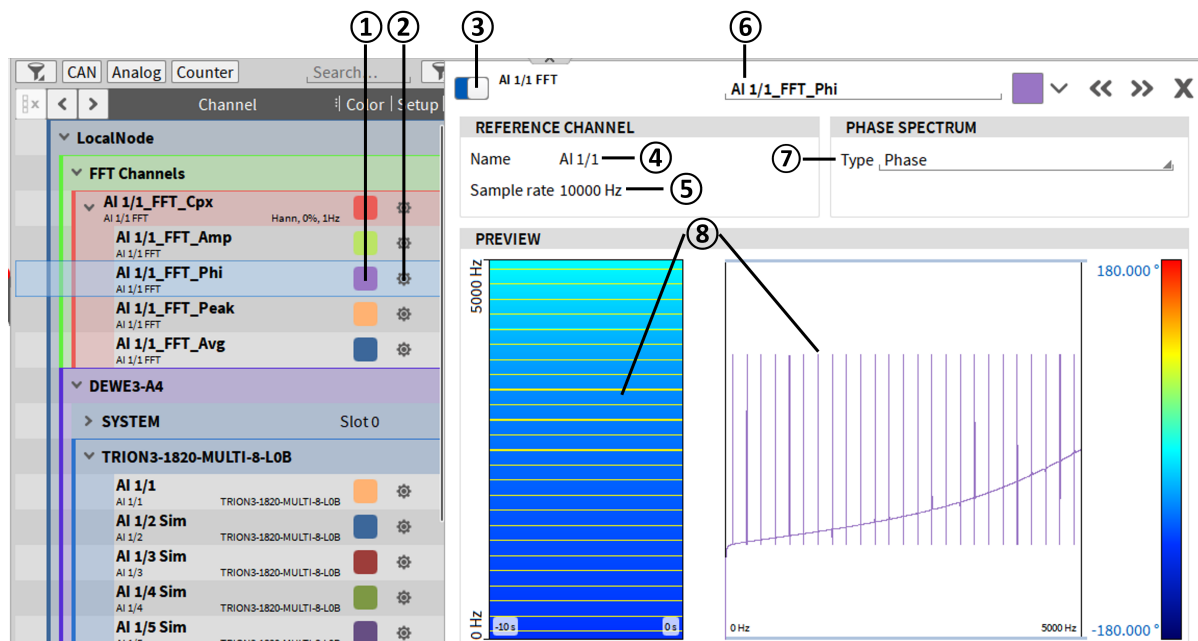 ① ② ③ ⑥
CAN Analog Counter Search...
Channel Color Setup
LocalNode
FFT Channels
AI 1/1_FFT_Cpx
AI 1/1 FFT Hann, 0%, 1Hz
AI 1/1_FFT_Amp
AI 1/1 FFT
AI 1/1_FFT_Phi
AI 1/1 FFT
AI 1/1_FFT_Peak
AI 1/1 FFT
AI 1/1_FFT_Avg
AI 1/1 FFT
DEWE3-A4
SYSTEM Slot 0
TRION3-1820-MULTI-8-L0B
AI 1/1
AI 1/1 TRION3-1820-MULTI-8-L0B
AI 1/2 Sim
AI 1/2 TRION3-1820-MULTI-8-L0B
AI 1/3 Sim
AI 1/3 TRION3-1820-MULTI-8-L0B
AI 1/4 Sim
AI 1/4 TRION3-1820-MULTI-8-L0B
AI 1/5 Sim
AI 1/1 FFT
AI 1/1_FFT_Phi
REFERENCE CHANNEL
Name AI 1/1 ④
Sample rate 10000 Hz ⑤
PHASE SPECTRUM
⑦ Type Phase
PREVIEW
⑧
5000 Hz
0 Hz
-10 s 0 s
0 Hz 5000 Hz
180.000 °
-180.000 °